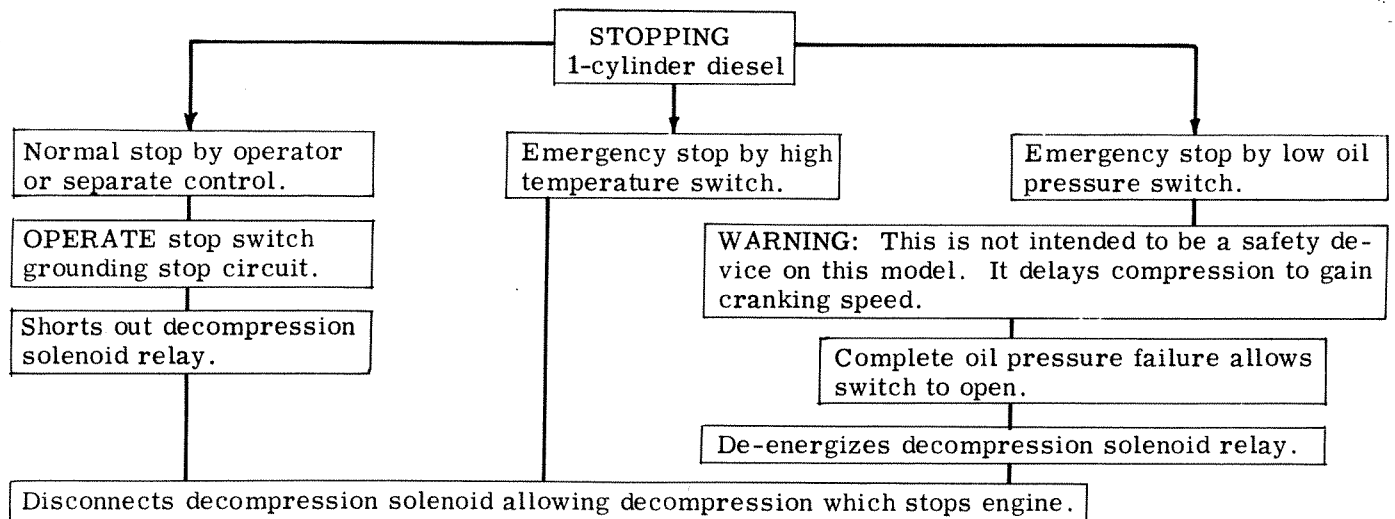 STOPPING
1-cylinder diesel
Normal stop by operator
or separate control.
Emergency stop by high
temperature switch.
Emergency stop by low oil
pressure switch.
OPERATE stop switch
grounding stop circuit.
WARNING: This is not intended to be a safety de-
vice on this model. It delays compression to gain
cranking speed.
Shorts out decompression
solenoid relay.
Complete oil pressure failure allows
switch to open.
De-energizes decompression solenoid relay.
Disconnects decompression solenoid allowing decompression which stops engine.